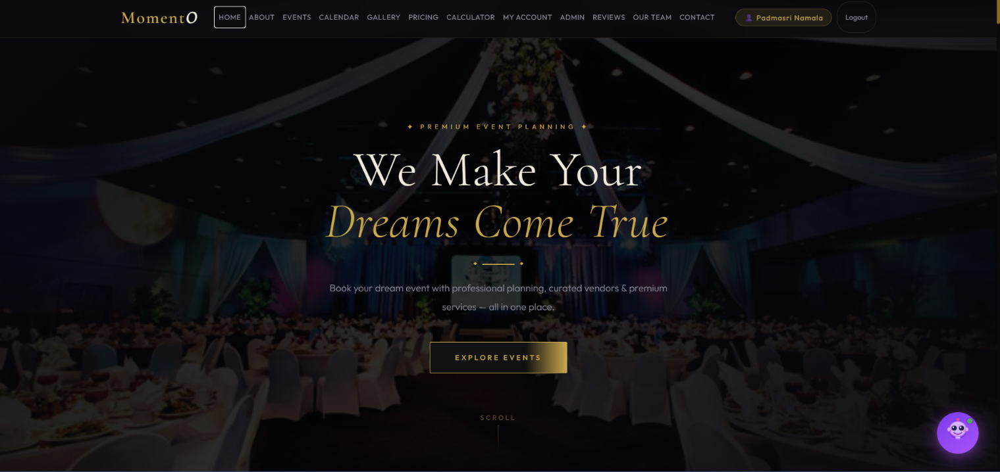 MomentO
HOME ABOUT EVENTS CALENDAR GALLERY PRICING CALCULATOR MY ACCOUNT ADMIN REVIEWS OUR TEAM CONTACT
Padmasri Namala
Logout
✦ PREMIUM EVENT PLANNING ✦
We Make Your
Dreams Come True
Book your dream event with professional planning, curated vendors & premium
services — all in one place.
EXPLORE EVENTS
SCROLL